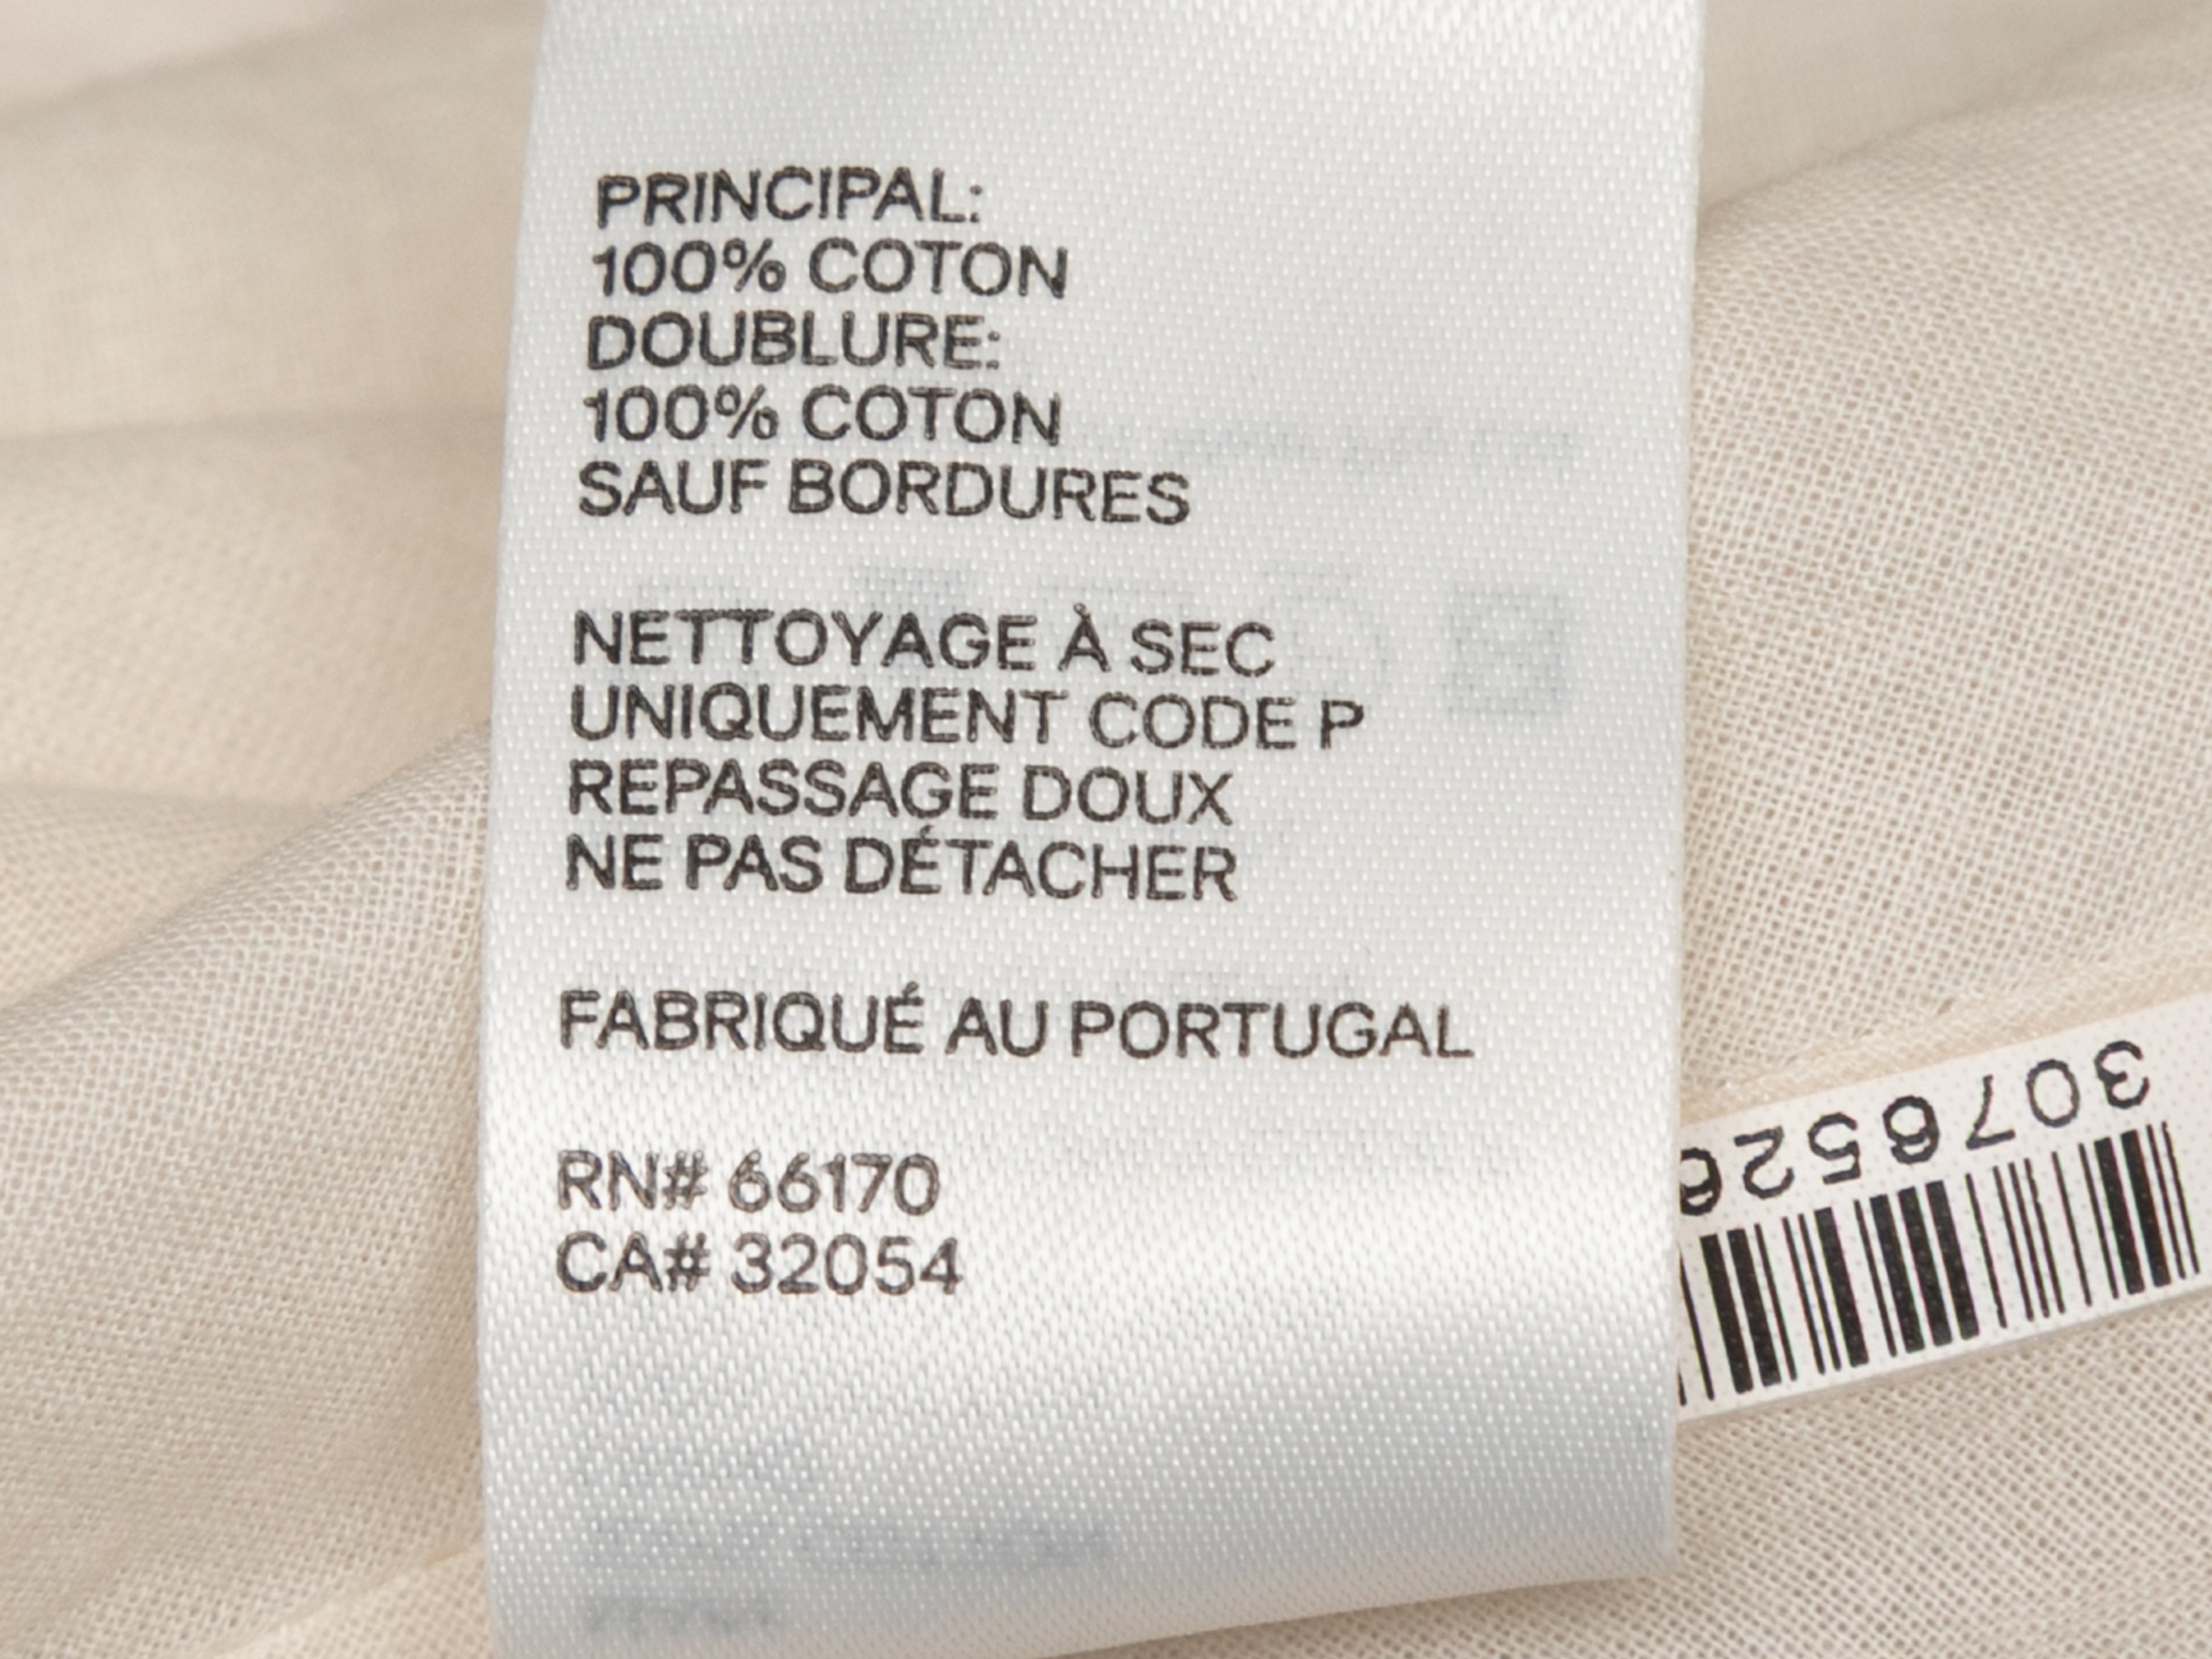 PRINCIPAL:
100% COTON
DOUBLURE:
100% COTON
SAUF BORDURES
NETTOYAGE À SEC
UNIQUEMENT CODE P
REPASSAGE DOUX
NE PAS DÉTACHER
FABRIQUÉ AU PORTUGAL
RN# 66170
CA# 32054